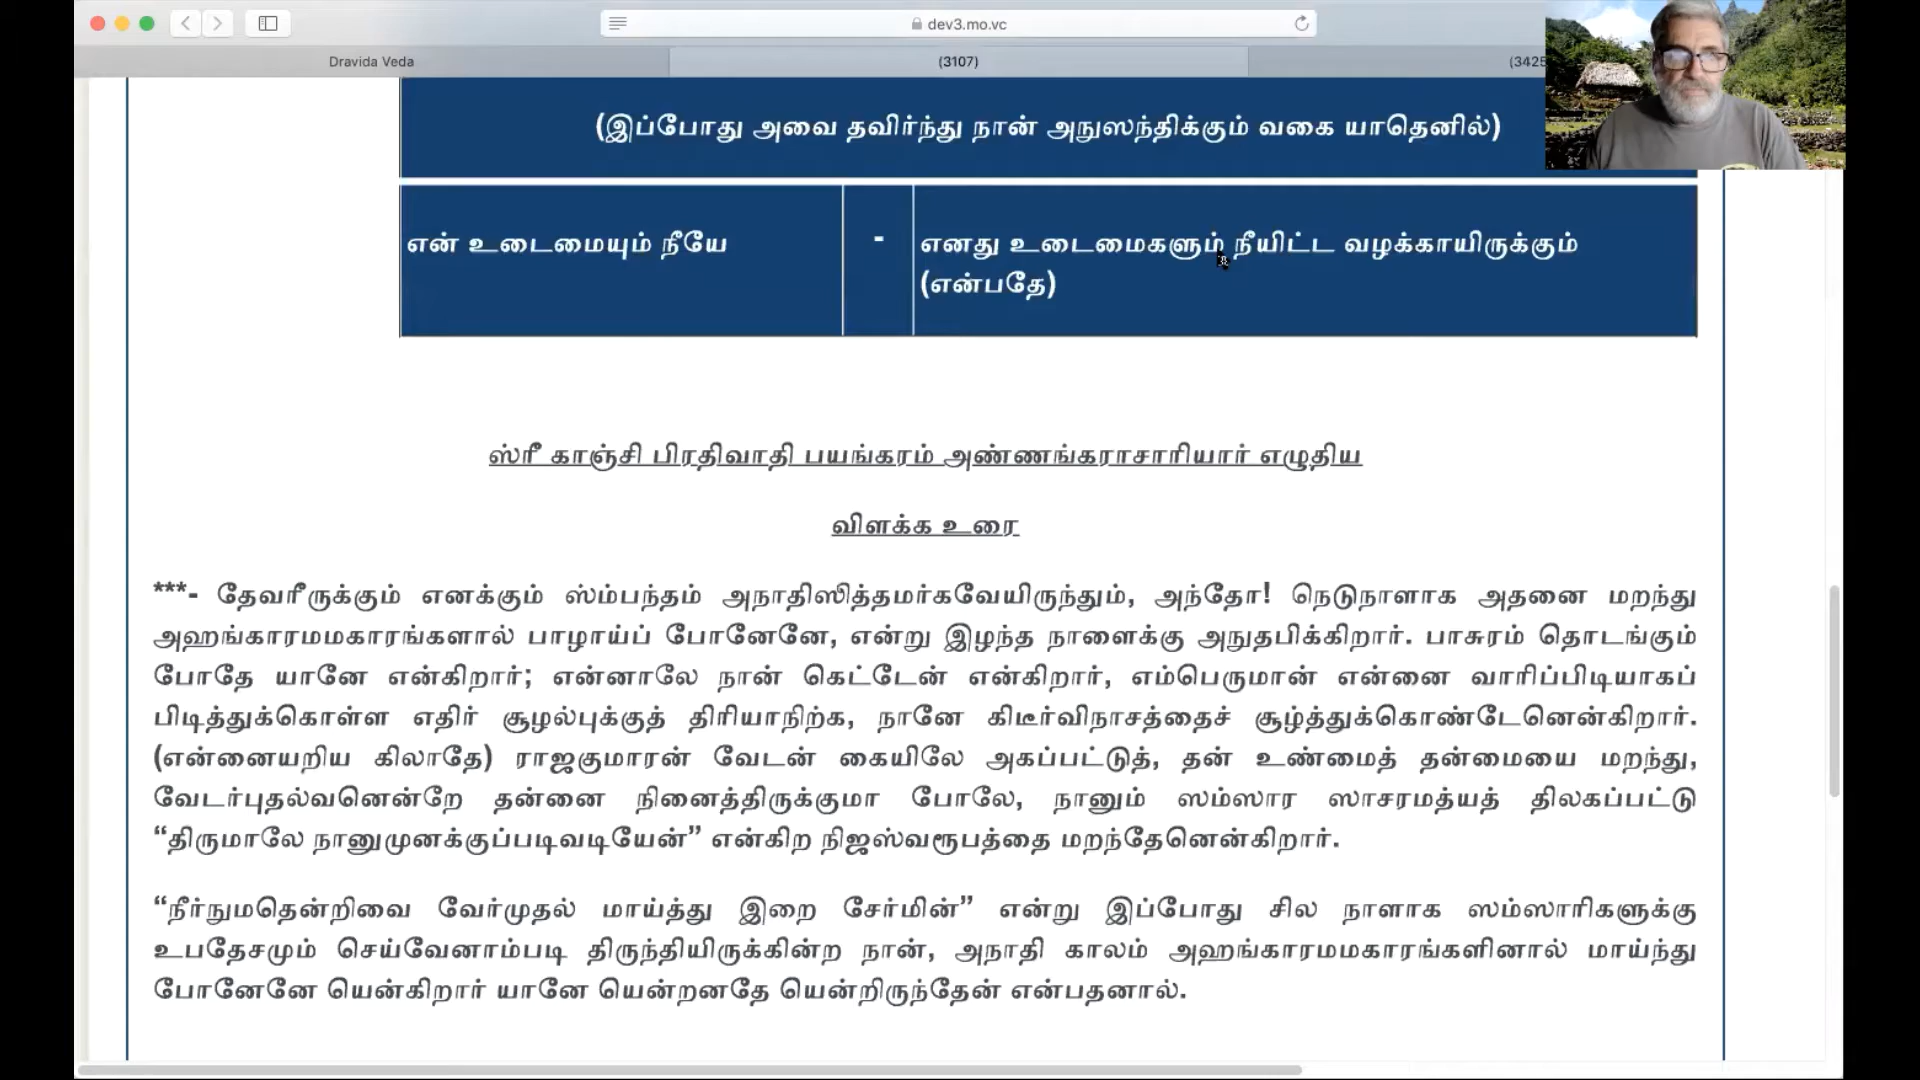 dev3.mo.vc
Dravida Veda
(3107)
(3425
(இப்போது அவை தவிர்ந்து நான் அநுஸந்திக்கும் வகை யாதெனில்)
என் உடைமையும் நீயே - எனது உடைமைகளும் நீயிட்ட வழக்காயிருக்கும்
(என்பதே)
ஸ்ரீ காஞ்சி பிரதிவாதி பயங்கரம் அண்ணங்கராசாரியார் எழுதிய
விளக்க உரை
***- தேவரீருக்கும் எனக்கும் ஸ்ம்பந்தம் அநாதிஸித்தமர்கவேயிருந்தும், அந்தோ! நெடுநாளாக அதனை மறந்து
அஹங்காரமமகாரங்களால் பாழாய்ப் போனேனே, என்று இழந்த நாளைக்கு அநுதபிக்கிறார். பாசுரம் தொடங்கும்
போதே யானே என்கிறார்; என்னாலே நான் கெட்டேன் என்கிறார், எம்பெருமான் என்னை வாரிப்பிடியாகப்
பிடித்துக்கொள்ள எதிர் சூழல்புக்குத் திரியாநிற்க, நானே கிடீர்விநாசத்தைச் சூழ்த்துக்கொண்டேனென்கிறார்.
(என்னையறிய கிலாதே) ராஜகுமாரன் வேடன் கையிலே அகப்பட்டுத், தன் உண்மைத் தன்மையை மறந்து,
வேடர்புதல்வனென்றே தன்னை நினைத்திருக்குமா போலே, நானும் ஸம்ஸார ஸாசரமத்யத் திலகப்பட்டு
“திருமாலே நானுமுனக்குப்படிவடியேன்” என்கிற நிஜஸ்வரூபத்தை மறந்தேனென்கிறார்.
“நீர்நுமதென்றிவை வேர்முதல் மாய்த்து இறை சேர்மின்” என்று இப்போது சில நாளாக ஸம்ஸாரிகளுக்கு
உபதேசமும் செய்வேனாம்படி திருந்தியிருக்கின்ற நான், அநாதி காலம் அஹங்காரமமகாரங்களினால் மாய்ந்து
போனேனே யென்கிறார் யானே யென்றனதே யென்றிருந்தேன் என்பதனால்.